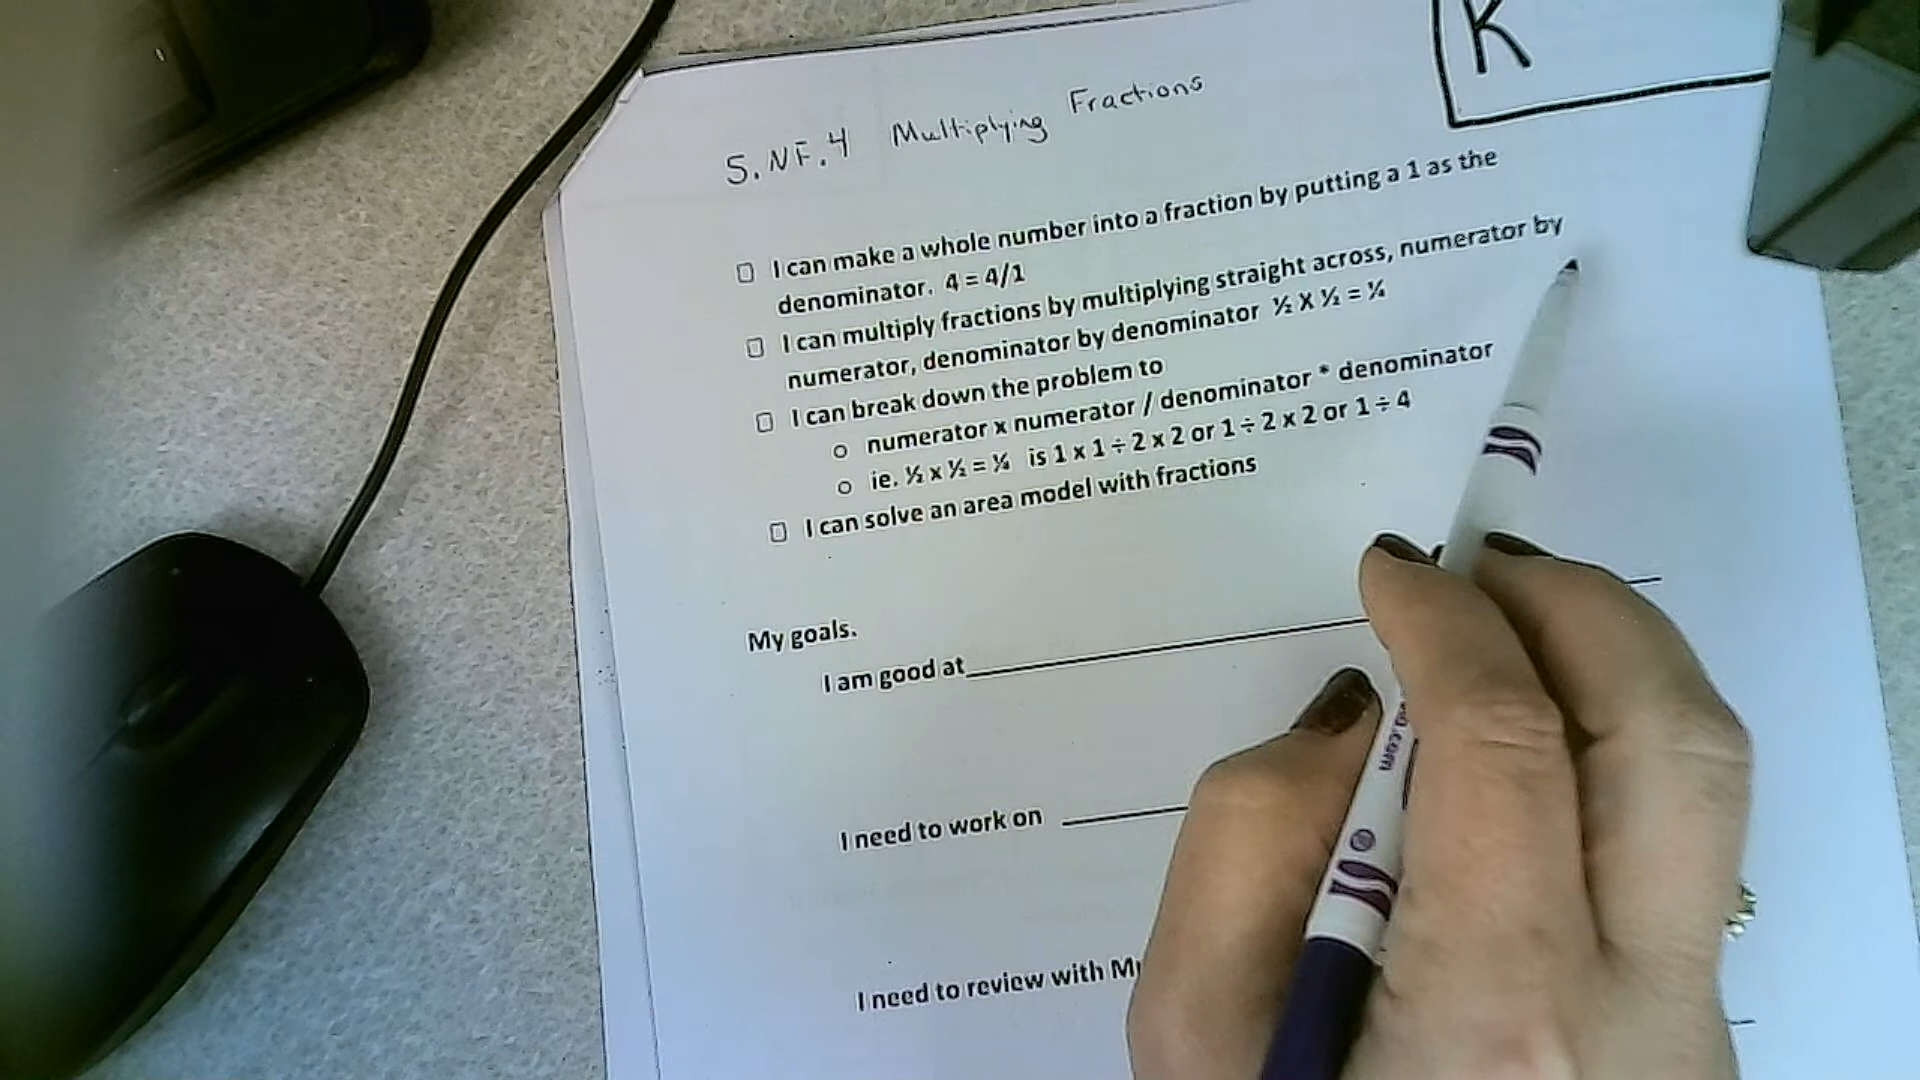 K
5.NF.4 Multiplying Fractions
I can make a whole number into a fraction by putting a 1 as the
denominator. 4 = 4/1
I can multiply fractions by multiplying straight across, numerator by
numerator, denominator by denominator ½ X ½ = ¼
I can break down the problem to
numerator x numerator / denominator * denominator
ie. ½ x ½ = ¼ is 1 x 1 ÷ 2 x 2 or 1 ÷ 2 x 2 or 1 ÷ 4
I can solve an area model with fractions
My goals.
I am good at
I need to work on
I need to review with